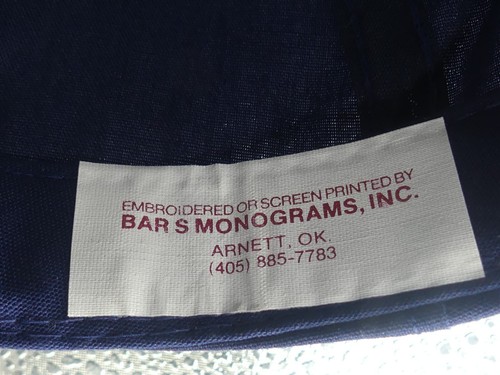 EMBROIDERED OR SCREEN PRINTED BY
BAR S MONOGRAMS, INC.
ARNETT, OK.
(405) 885-7783